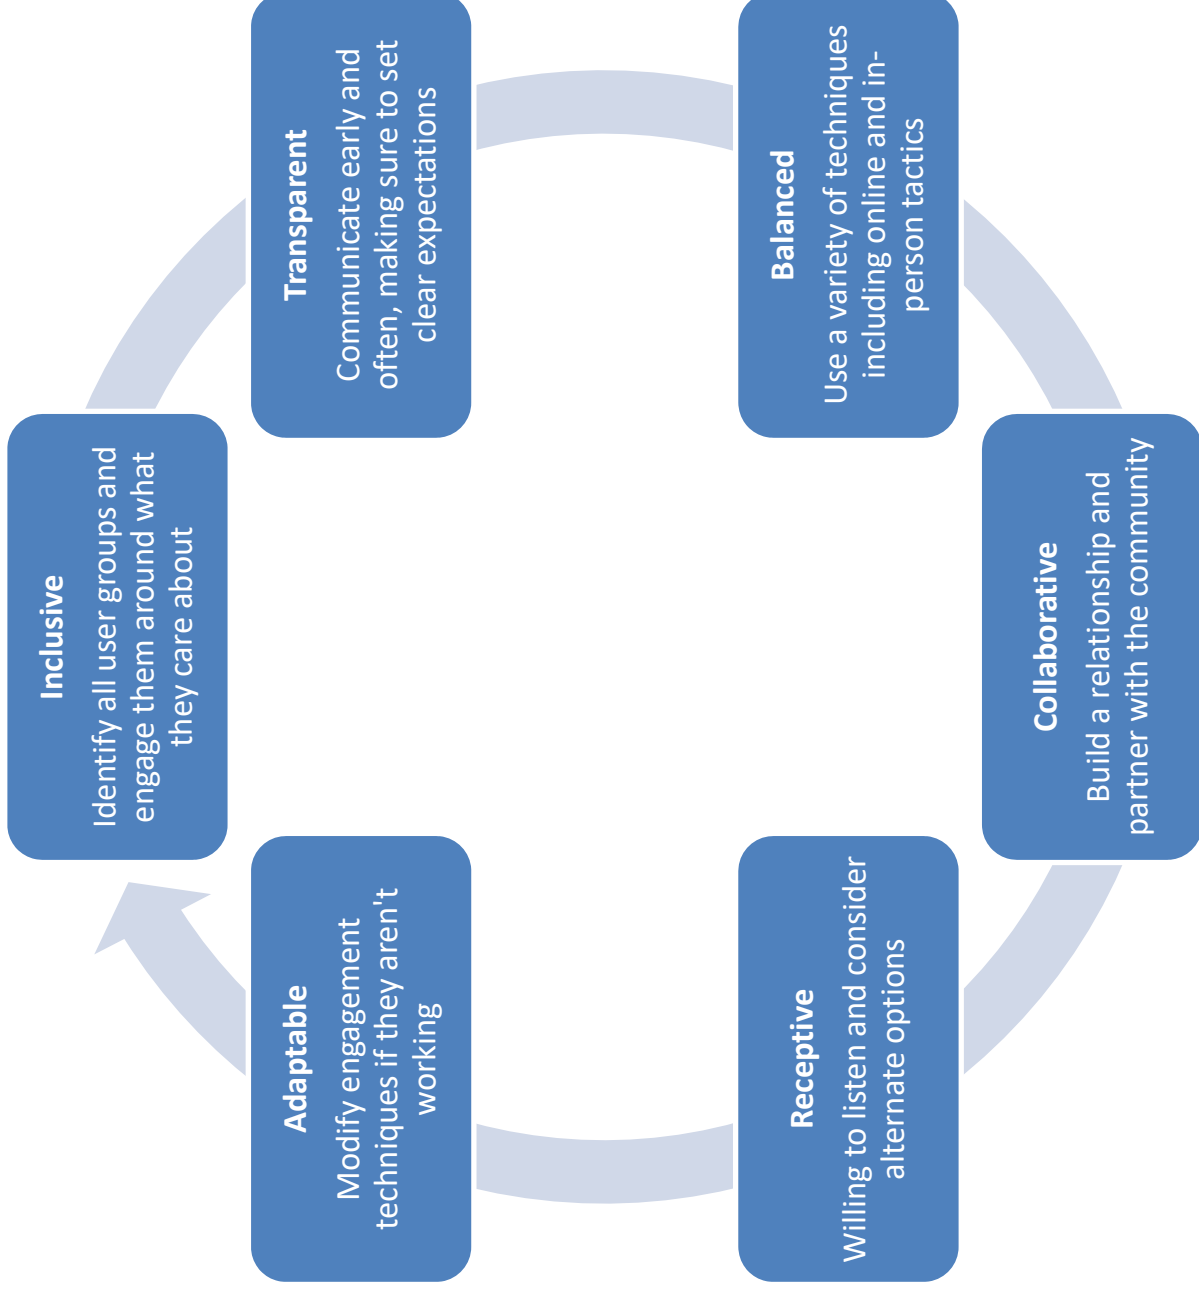 Inclusive
Identify all user groups and
engage them around what
they care about
Transparent
Communicate early and
often, making sure to set
clear expectations
Balanced
Use a variety of techniques
including online and in-
person tactics
Collaborative
Build a relationship and
partner with the community
Receptive
Willing to listen and consider
alternate options
Adaptable
Modify engagement
techniques if they aren't
working